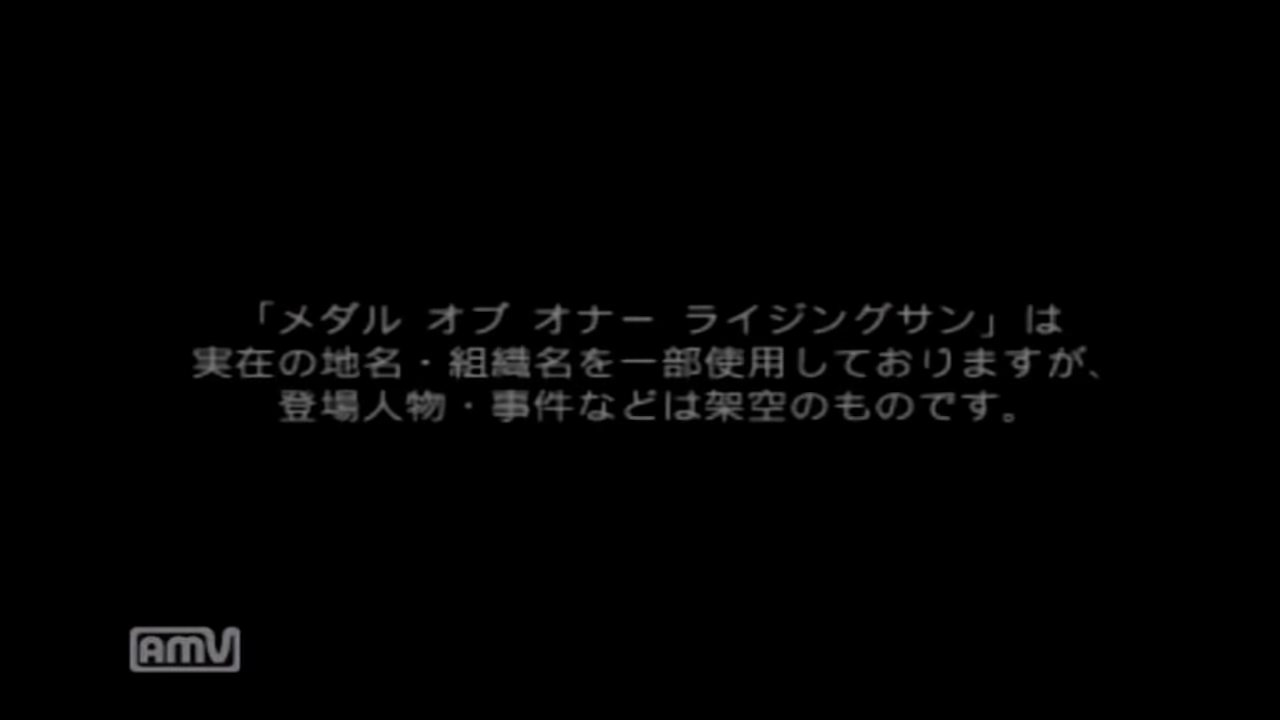 「メダル オブ オナー ライジングサン」は
実在の地名・組織名を一部使用しておりますが、
登場人物・事件などは架空のものです。
AMV